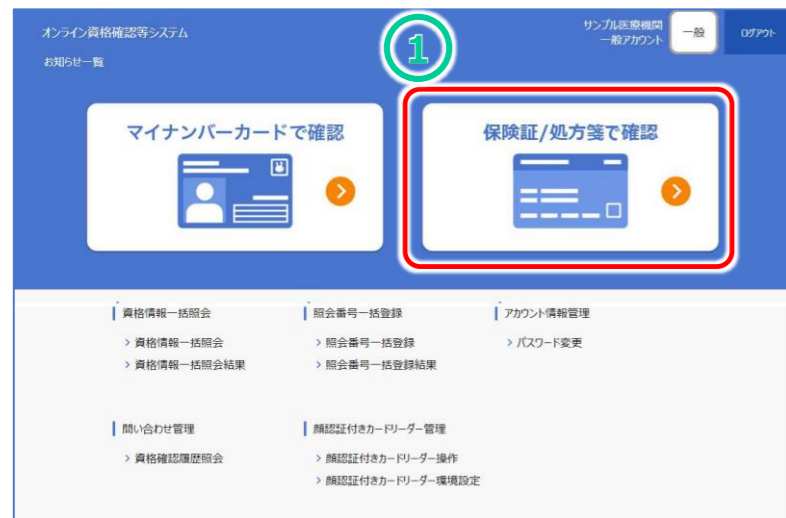 オンライン資格確認等システム
サンプル医療機関
一般アカウント
一般
ログアウト
お知らせ一覧
1
マイナンバーカードで確認
保険証/処方箋で確認
資格情報一括照会
照会番号一括登録
アカウント情報管理
> 資格情報一括照会
> 照会番号一括登録
> パスワード変更
> 資格情報一括照会結果
> 照会番号一括登録結果
問い合わせ管理
顔認証付きカードリーダー管理
> 資格確認履歴照会
> 顔認証付きカードリーダー操作
> 顔認証付きカードリーダー環境設定